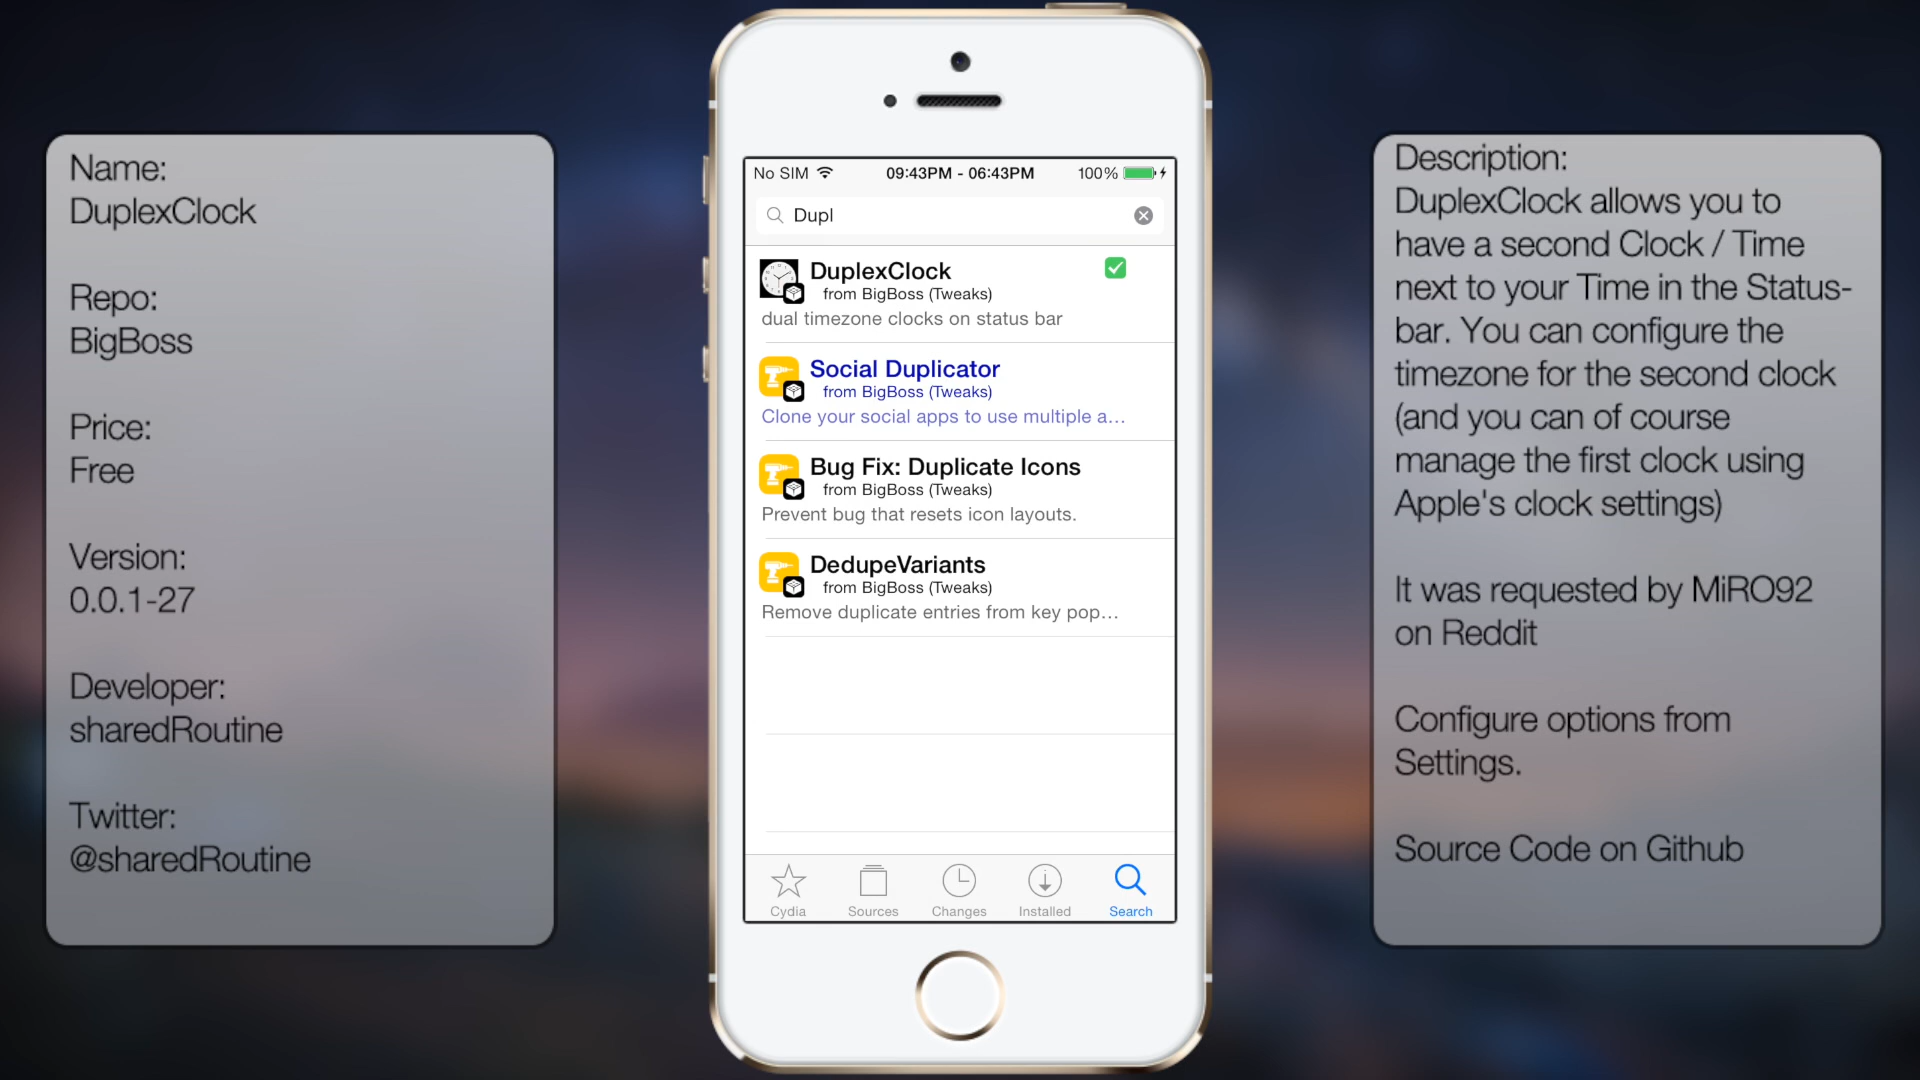 Name:
DuplexClock
Repo:
BigBoss
Price:
Free
Version:
0.0.1-27
Developer:
sharedRoutine
Twitter:
@sharedRoutine
No SIM 09:43PM - 06:43PM 100%
Dupl
DuplexClock
from BigBoss (Tweaks)
dual timezone clocks on status bar
Social Duplicator
from BigBoss (Tweaks)
Clone your social apps to use multiple a...
Bug Fix: Duplicate Icons
from BigBoss (Tweaks)
Prevent bug that resets icon layouts.
DedupeVariants
from BigBoss (Tweaks)
Remove duplicate entries from key pop...
Cydia Sources Changes Installed Search
Description:
DuplexClock allows you to
have a second Clock / Time
next to your Time in the Status-
bar. You can configure the
timezone for the second clock
(and you can of course
manage the first clock using
Apple's clock settings)
It was requested by MiRO92
on Reddit
Configure options from
Settings.
Source Code on Github